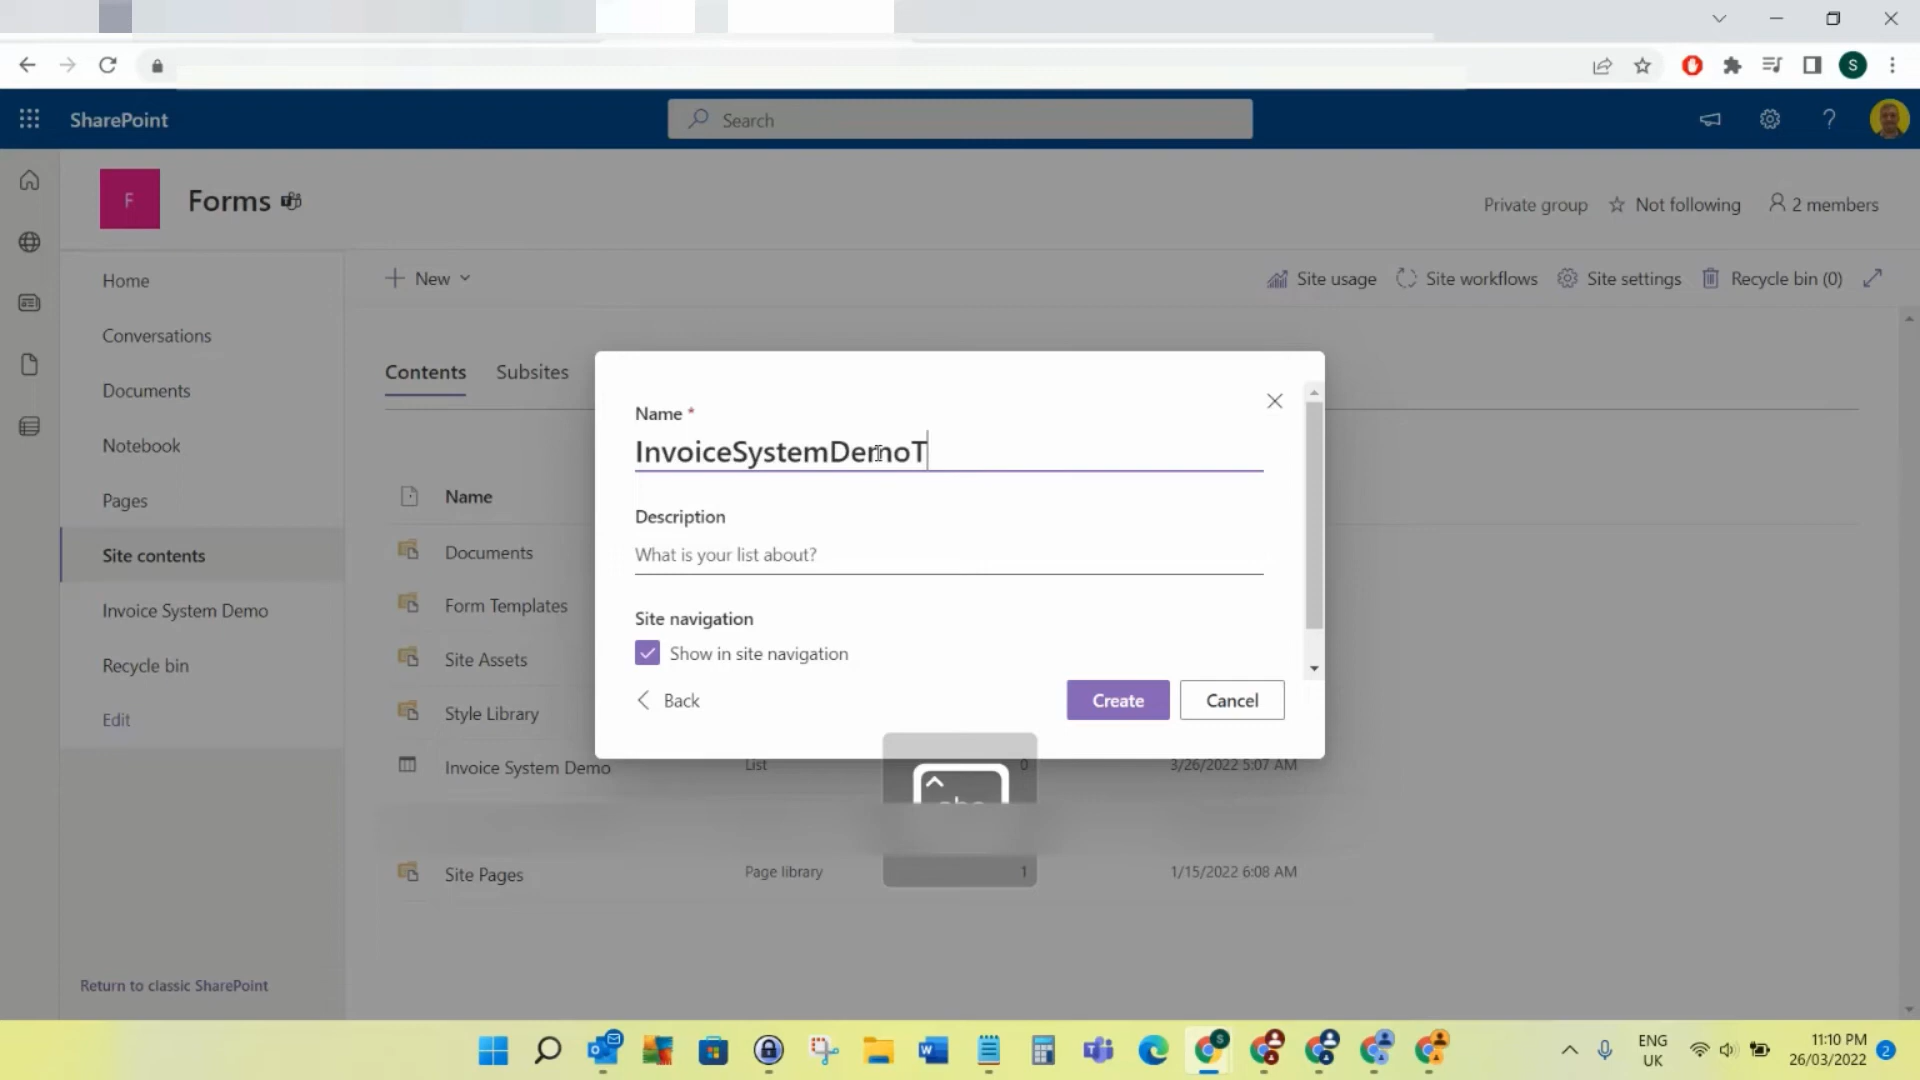 SharePoint
Search
S
F
Forms
Private group
Not following
2 members
Home
Conversations
Documents
Notebook
Pages
Site contents
Invoice System Demo
Recycle bin
Edit
Return to classic SharePoint
New
Site usage
Site workflows
Site settings
Recycle bin (0)
Contents
Subsites
Name
Documents
Form Templates
Site Assets
Style Library
Invoice System Demo
List
0
3/26/2022 5:07 AM
Site Pages
Page library
1
1/15/2022 6:08 AM
Name *
InvoiceSystemDemoT
Description
What is your list about?
Site navigation
Show in site navigation
Back
Create
Cancel
ENG
UK
11:10 PM
26/03/2022
2